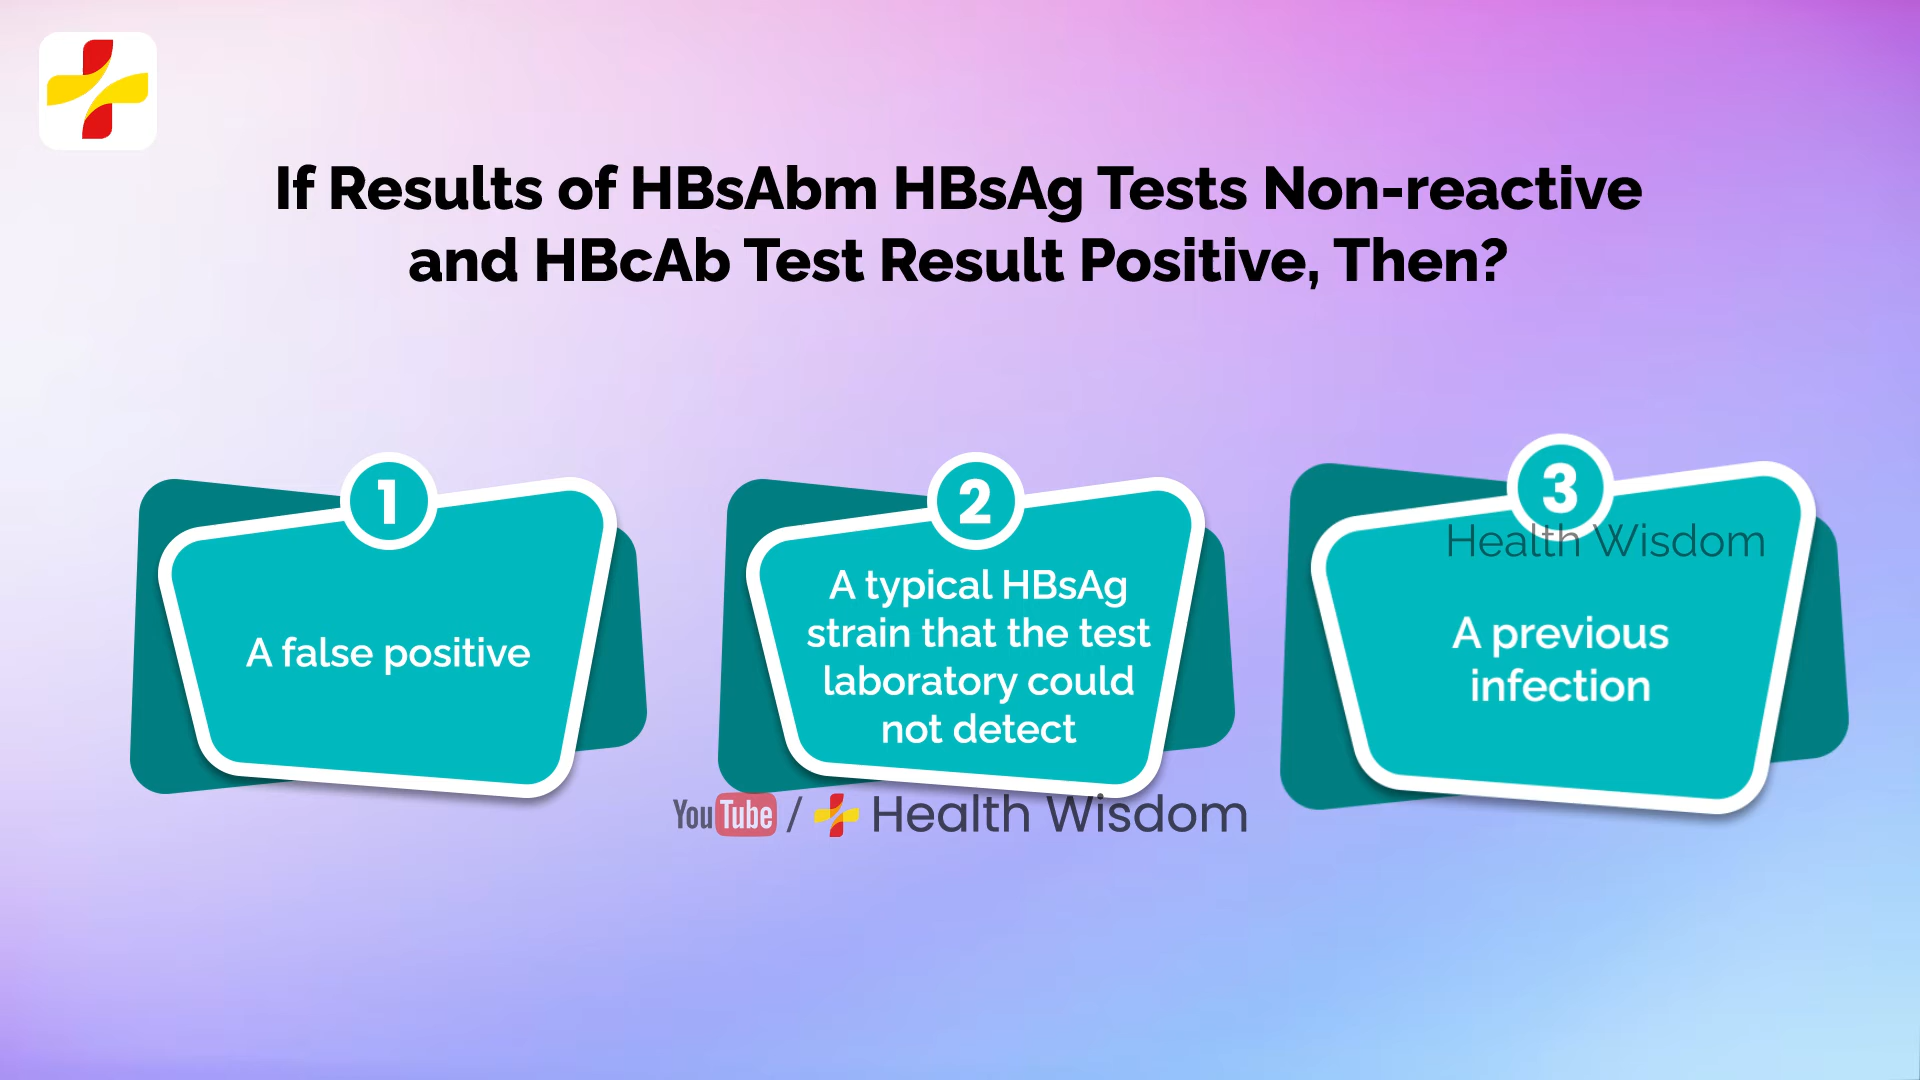 If Results of HBsAbm HBsAg Tests Non-reactive
and HBcAb Test Result Positive, Then?
1
A false positive
2
A typical HBsAg
strain that the test
laboratory could
not detect
3
Health Wisdom
A previous
infection
YouTube / Health Wisdom